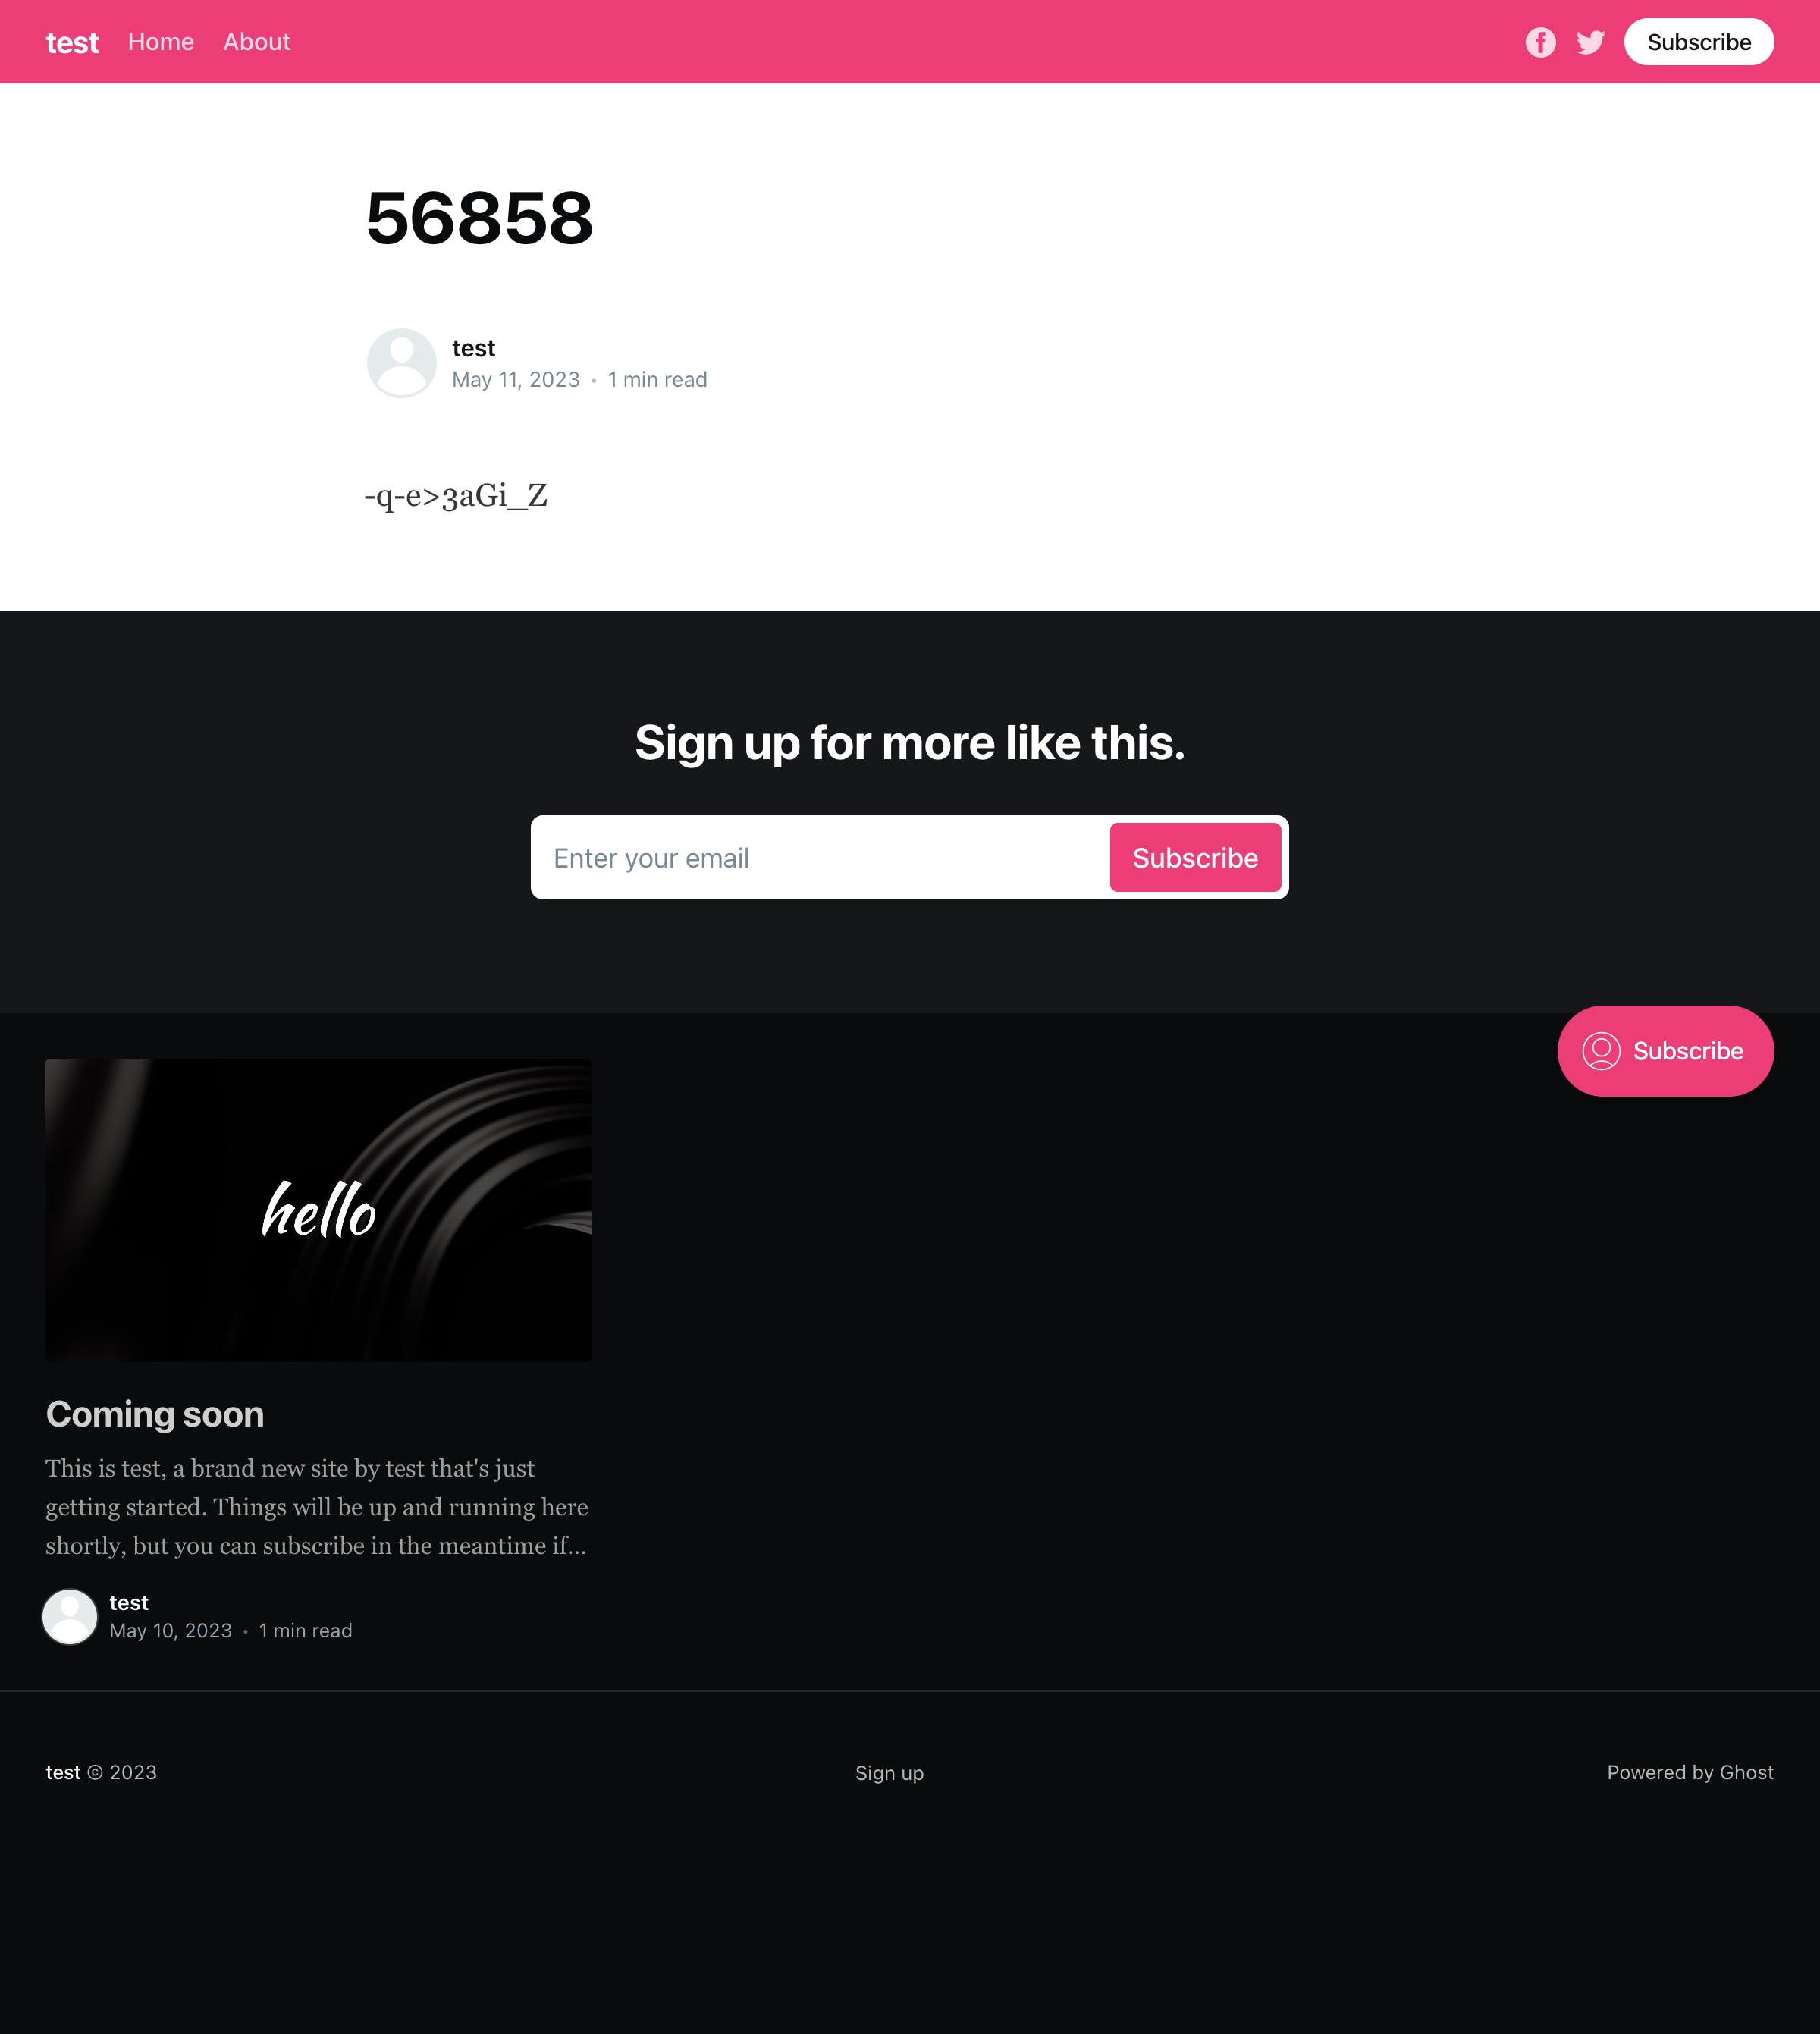 test Home About Subscribe
56858
test
May 11, 2023 • 1 min read
-q-e>3aGi_Z
Sign up for more like this.
Enter your email Subscribe
Subscribe
hello
Coming soon
This is test, a brand new site by test that's just
getting started. Things will be up and running here
shortly, but you can subscribe in the meantime if...
test
May 10, 2023 • 1 min read
test © 2023 Sign up Powered by Ghost